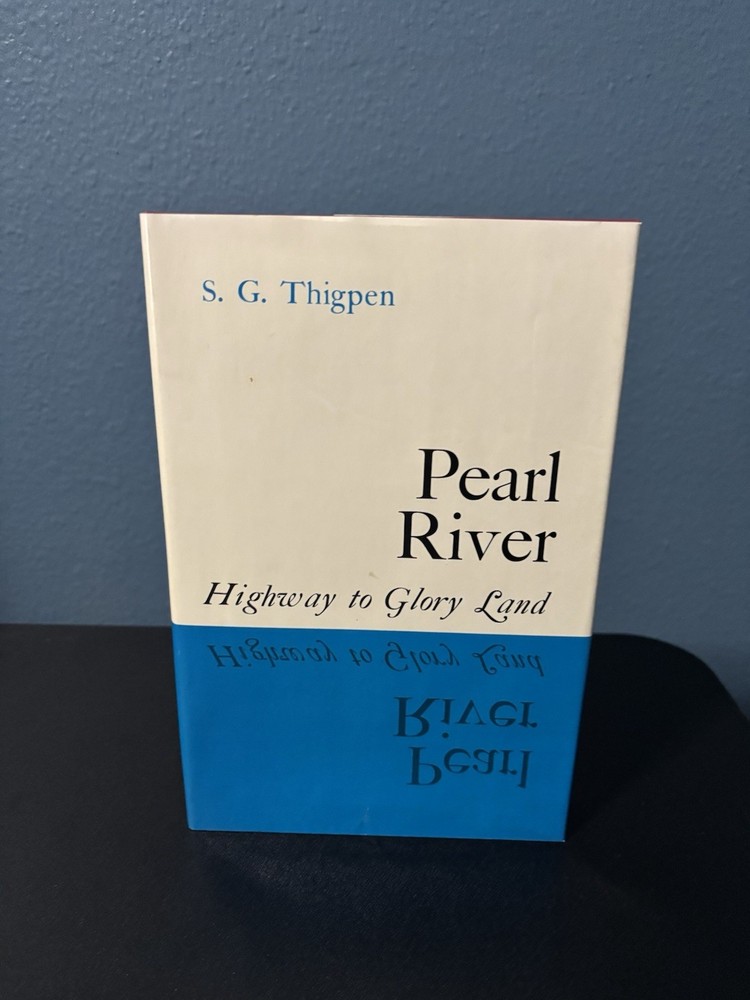 S. G. Thigpen
Pearl
River
Highway to Glory Land
Highway to Glory Land
River
Pearl